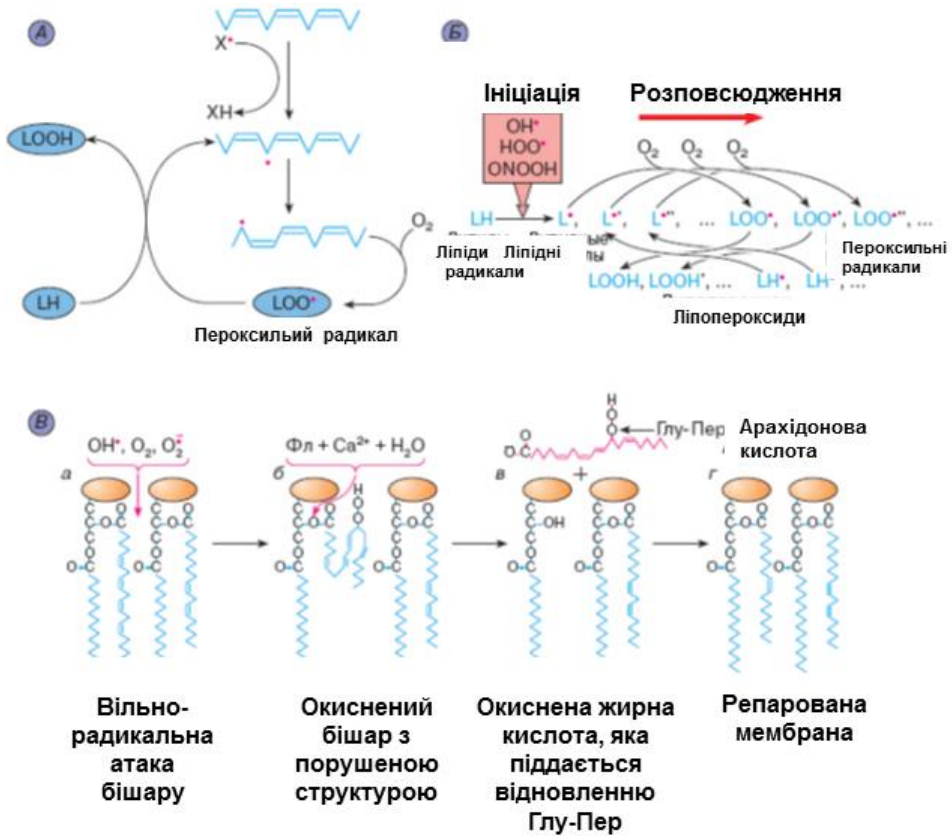 А
X•
XH
LOOH
LH
LOO•
O₂
Пероксильий радикал
Б
Ініціація
Розповсюдження
OH•
HOO•
ONOOH
O₂ O₂ O₂
LH L•, L•', L•'', ... LOO•, LOO•', LOO•'', ...
Ліпіди Ліпідні
радикали
Пероксильні
радикали
LOOH, LOOH', ... LH•, LH
Ліпопероксиди
В
OH•, O₂, O₂•̄
Фл + Ca²⁺ + H₂O
Глу-Пер
Арахідонова
кислота
а
б
в
+
г
OH
Вільно-
радикальна
атака
бішару
Окиснений
бішар з
порушеною
структурою
Окиснена жирна
кислота, яка
піддається
відновленню
Глу-Пер
Репарована
мембрана